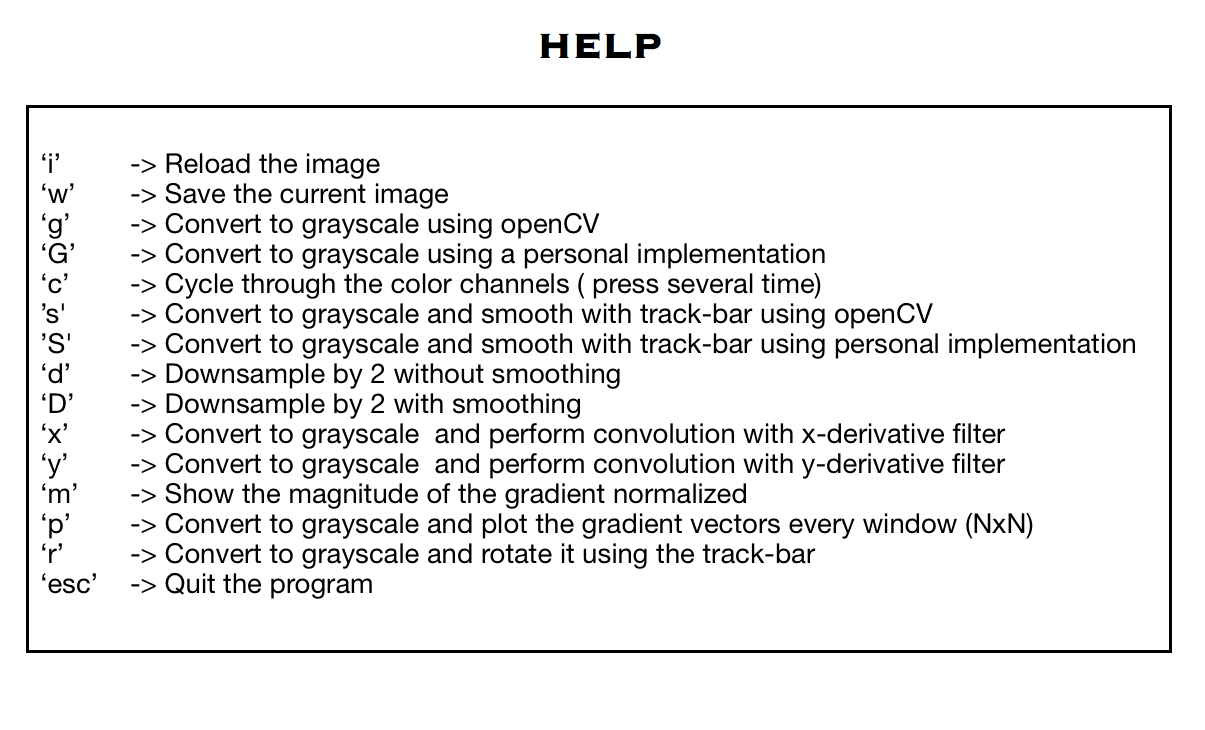 HELP
‘i’ -> Reload the image
‘w’ -> Save the current image
‘g’ -> Convert to grayscale using openCV
‘G’ -> Convert to grayscale using a personal implementation
‘c’ -> Cycle through the color channels ( press several time)
’s' -> Convert to grayscale and smooth with track-bar using openCV
’S' -> Convert to grayscale and smooth with track-bar using personal implementation
‘d’ -> Downsample by 2 without smoothing
‘D’ -> Downsample by 2 with smoothing
‘x’ -> Convert to grayscale  and perform convolution with x-derivative filter
‘y’ -> Convert to grayscale  and perform convolution with y-derivative filter
‘m’ -> Show the magnitude of the gradient normalized
‘p’ -> Convert to grayscale and plot the gradient vectors every window (NxN)
‘r’ -> Convert to grayscale and rotate it using the track-bar
‘esc’ -> Quit the program